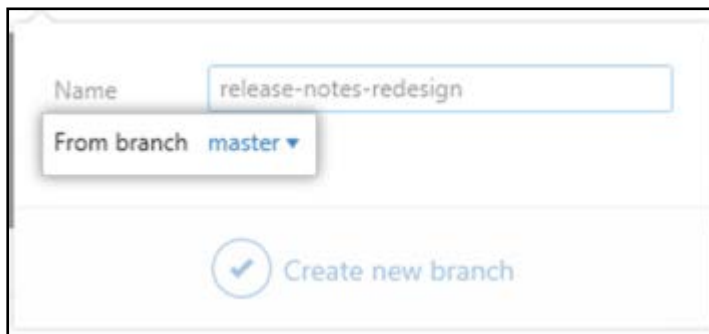 Name release-notes-redesign
From branch master
Create new branch